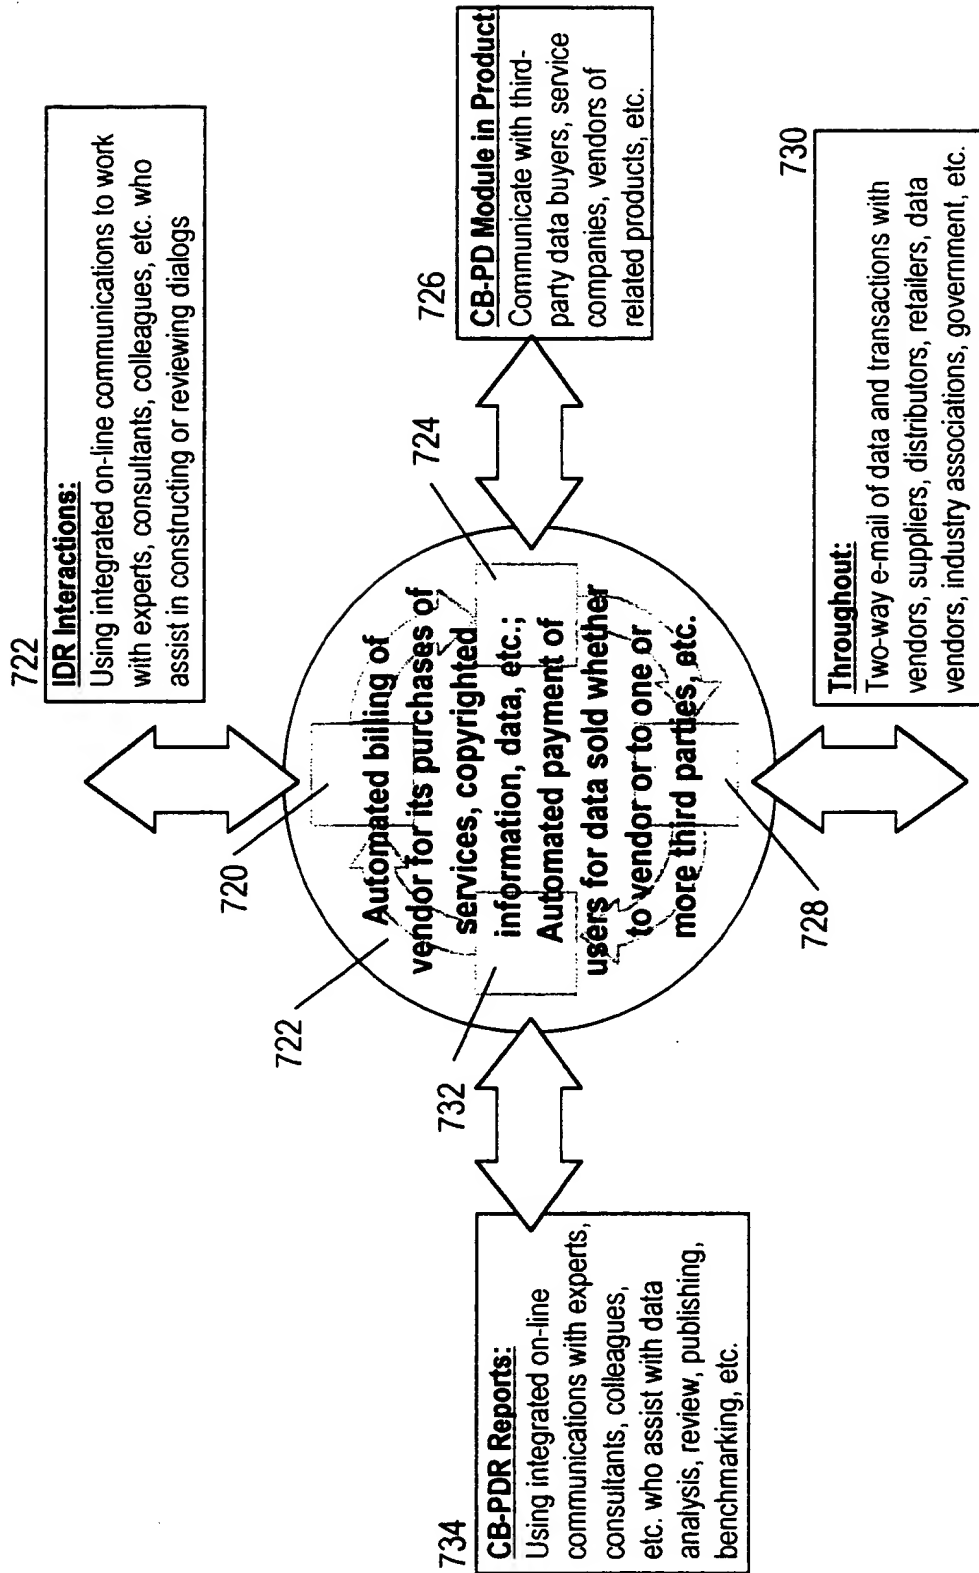 722
IDR Interactions:
Using integrated on-line communications to work
with experts, consultants, colleagues, etc. who
assist in constructing or reviewing dialogs
720
722
Automated billing of
vendor for its purchases of
services, copyrighted
information, data, etc.;
Automated payment of
users for data sold whether
to vendor or to one or
more third parties, etc.
724
726
CB-PD Module in Product:
Communicate with third-
party data buyers, service
companies, vendors of
related products, etc.
732
728
734
CB-PDR Reports:
Using integrated on-line
communications with experts,
consultants, colleagues,
etc. who assist with data
analysis, review, publishing,
benchmarking, etc.
730
Throughout:
Two-way e-mail of data and transactions with
vendors, suppliers, distributors, retailers, data
vendors, industry associations, government, etc.